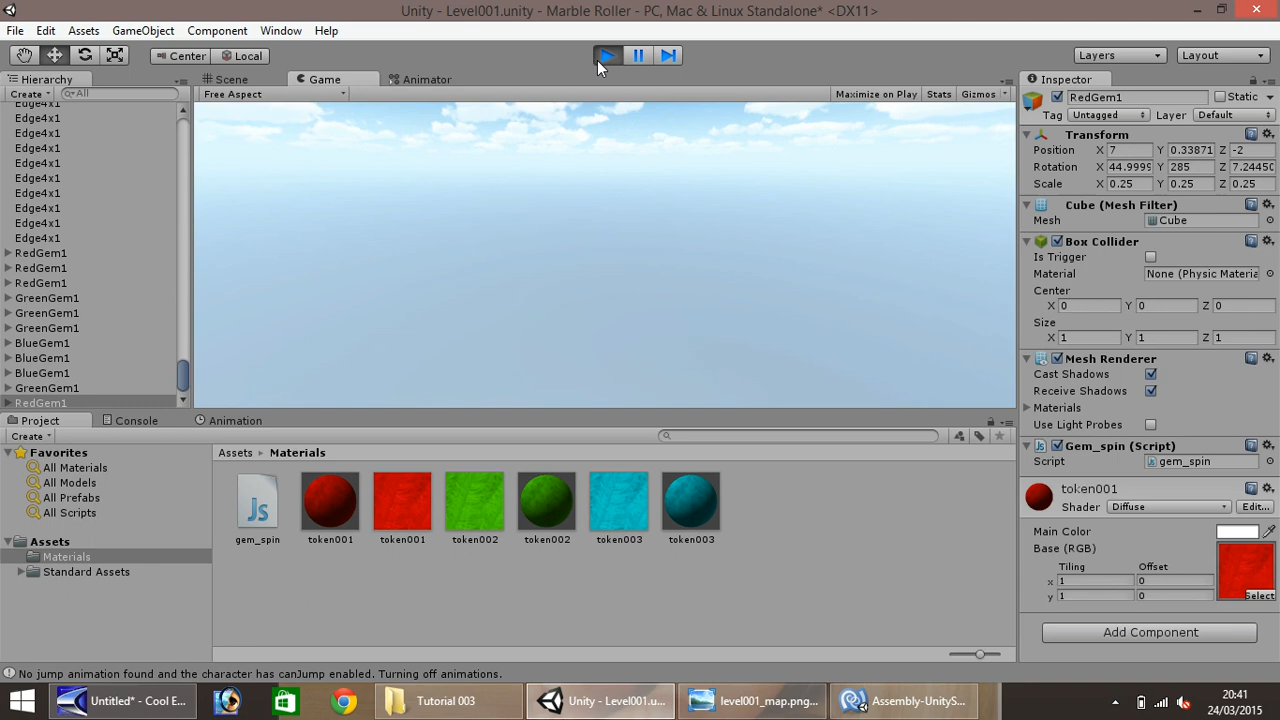 Unity - Level001.unity - Marble Roller - PC, Mac & Linux Standalone* <DX11>
File Edit Assets GameObject Component Window Help
Center Local Layers Layout
Hierarchy
Create All
Edge4x1
Edge4x1
Edge4x1
Edge4x1
Edge4x1
Edge4x1
Edge4x1
Edge4x1
Edge4x1
Edge4x1
RedGem1
RedGem1
RedGem1
GreenGem1
GreenGem1
GreenGem1
BlueGem1
BlueGem1
BlueGem1
GreenGem1
RedGem1
Scene Game Animator
Free Aspect Maximize on Play Stats Gizmos
Inspector
RedGem1 Static
Tag Untagged Layer Default
Transform
Position X 7 Y 0.33871 Z -2
Rotation X 44.9999 Y 285 Z 7.24450
Scale X 0.25 Y 0.25 Z 0.25
Cube (Mesh Filter)
Mesh Cube
Box Collider
Is Trigger
Material None (Physic Materia
Center
X 0 Y 0 Z 0
Size
X 1 Y 1 Z 1
Mesh Renderer
Cast Shadows
Receive Shadows
Materials
Use Light Probes
Gem_spin (Script)
Script gem_spin
token001
Shader Diffuse Edit...
Main Color
Base (RGB)
Tiling Offset
x 1 0
y 1 0
Select
Add Component
Project Console Animation
Create
Favorites
All Materials
All Models
All Prefabs
All Scripts
Assets
Materials
Standard Assets
Assets Materials
Js
gem_spin token001 token001 token002 token002 token003 token003
No jump animation found and the character has canJump enabled. Turning off animations.
Untitled* - Cool E... Tutorial 003 Unity - Level001.u... level001_map.png... Assembly-UnityS...
20:41
24/03/2015